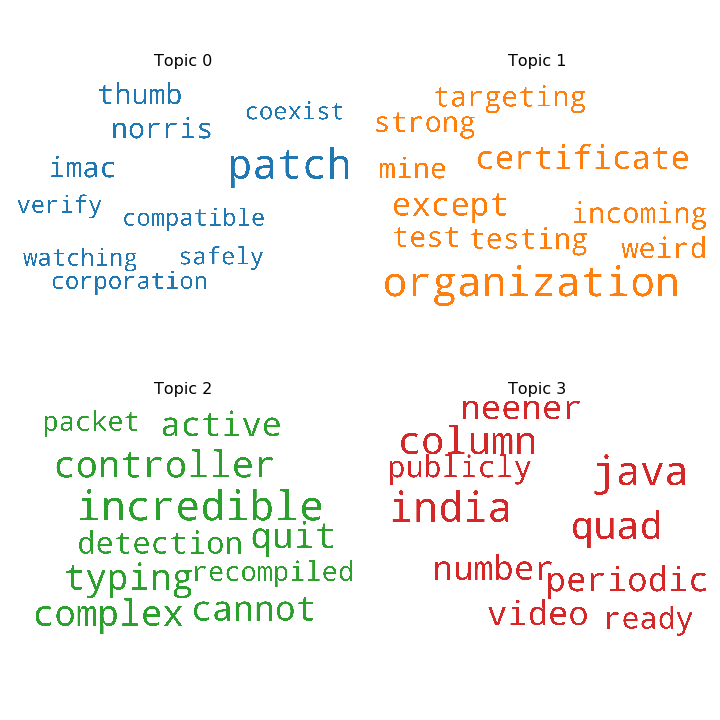 Topic 0
thumb
coexist
norris
patch
imac
verify
compatible
watching
safely
corporation
Topic 1
targeting
strong
certificate
mine
except
incoming
test
testing
weird
organization
Topic 2
packet
active
controller
incredible
quit
detection
recompiled
typing
cannot
complex
Topic 3
neener
column
publicly
java
india
quad
number
periodic
video
ready